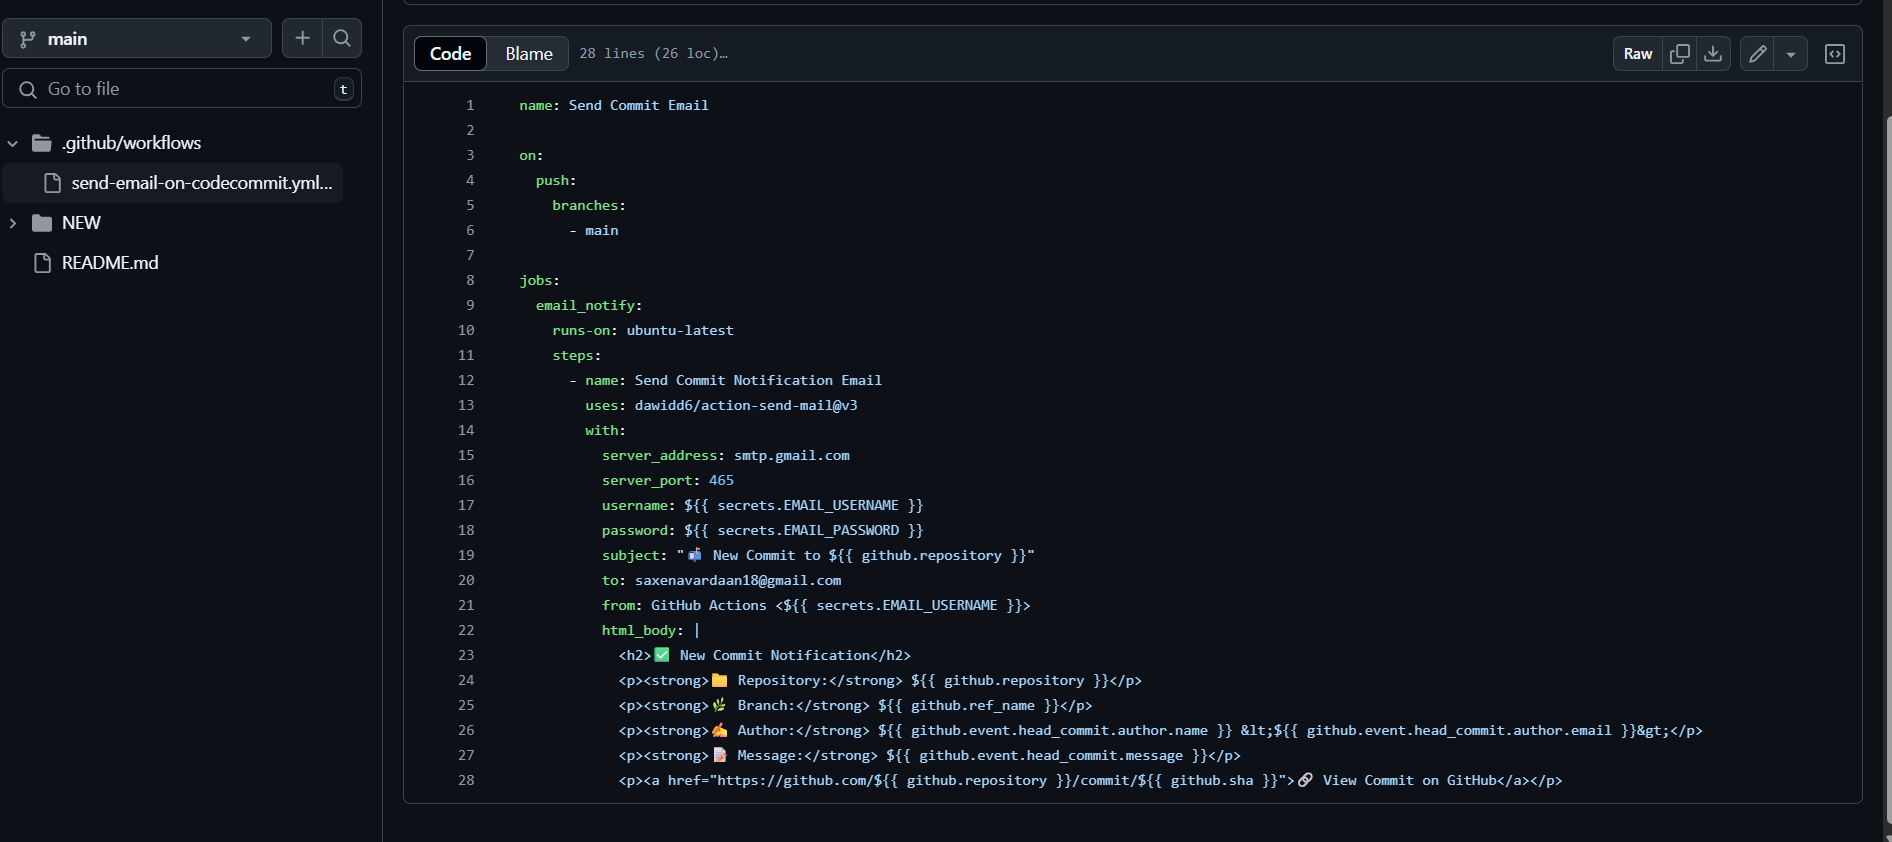 main
Go to file
t
.github/workflows
send-email-on-codecommit.yml...
NEW
README.md
Code Blame 28 lines (26 loc)... Raw
1 name: Send Commit Email
2
3 on:
4 push:
5 branches:
6 - main
7
8 jobs:
9 email_notify:
10 runs-on: ubuntu-latest
11 steps:
12 - name: Send Commit Notification Email
13 uses: dawidd6/action-send-mail@v3
14 with:
15 server_address: smtp.gmail.com
16 server_port: 465
17 username: ${{ secrets.EMAIL_USERNAME }}
18 password: ${{ secrets.EMAIL_PASSWORD }}
19 subject: "📬 New Commit to ${{ github.repository }}"
20 to: saxenavardaan18@gmail.com
21 from: GitHub Actions <${{ secrets.EMAIL_USERNAME }}>
22 html_body: |
23 <h2>✅ New Commit Notification</h2>
24 <p><strong>📁 Repository:</strong> ${{ github.repository }}</p>
25 <p><strong>🌿 Branch:</strong> ${{ github.ref_name }}</p>
26 <p><strong>✍️ Author:</strong> ${{ github.event.head_commit.author.name }} &lt;${{ github.event.head_commit.author.email }}&gt;</p>
27 <p><strong>📝 Message:</strong> ${{ github.event.head_commit.message }}</p>
28 <p><a href="https://github.com/${{ github.repository }}/commit/${{ github.sha }}">🔗 View Commit on GitHub</a></p>